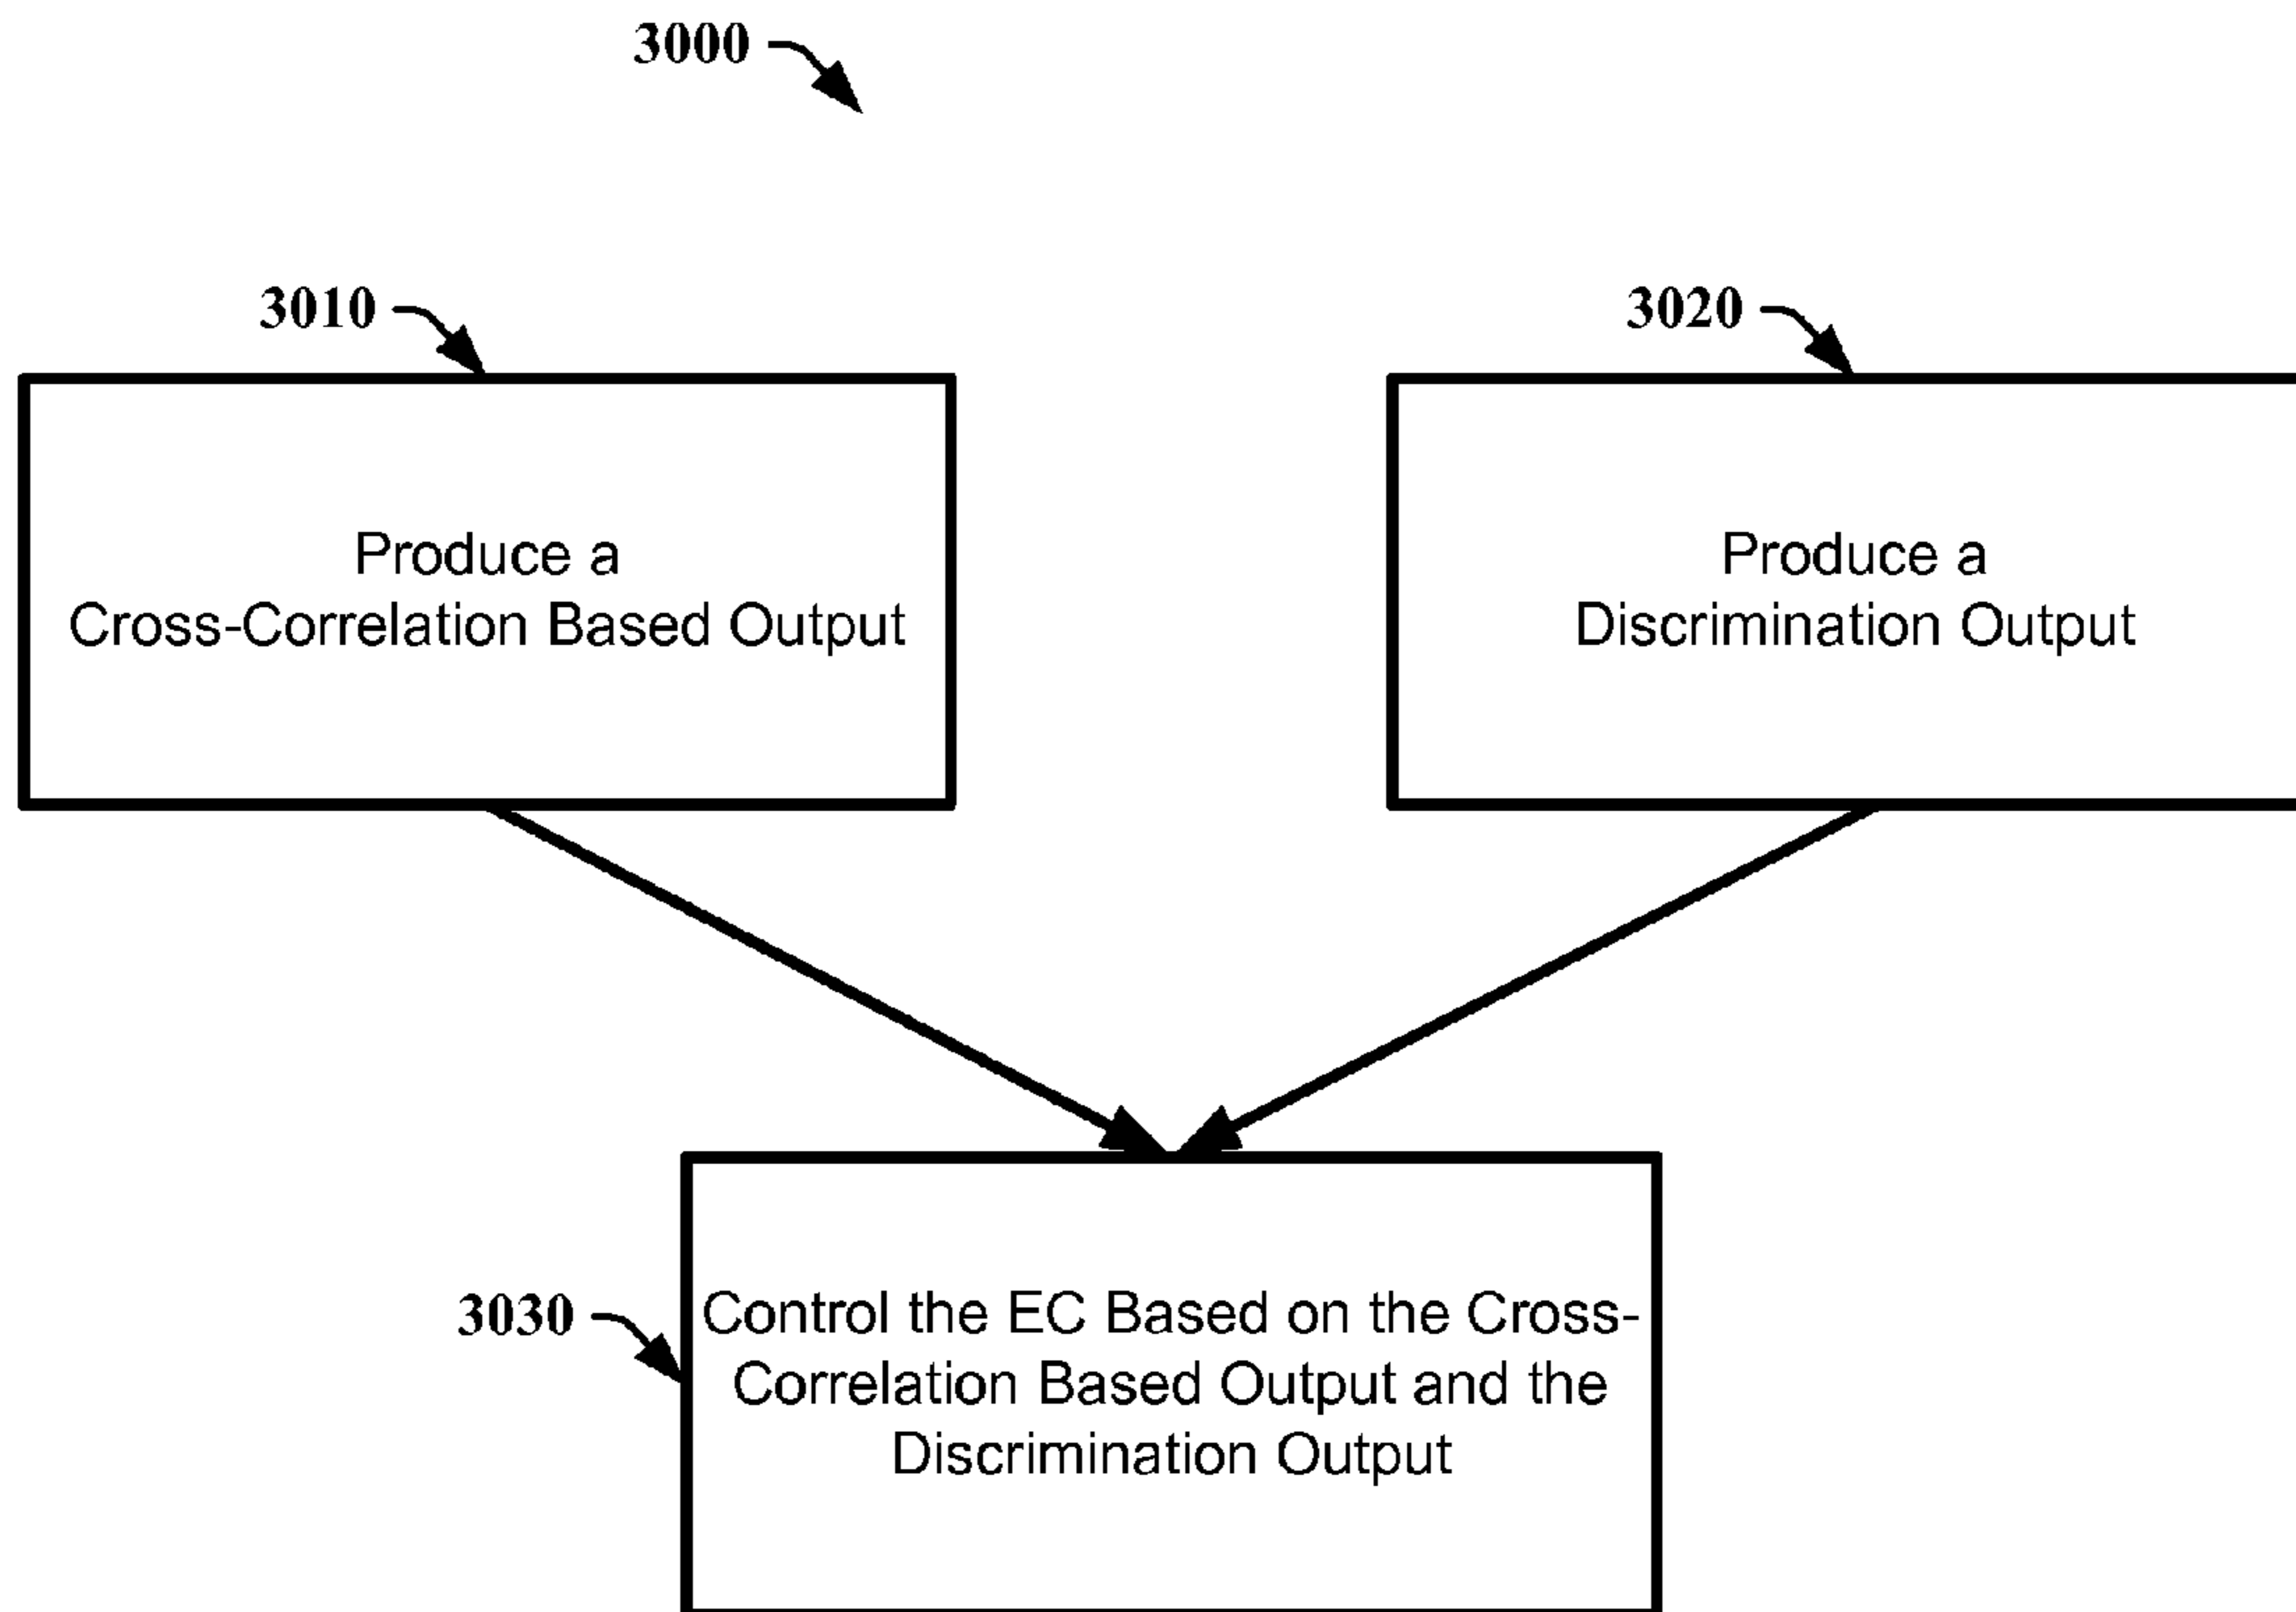 3000
3010
3020
Produce a
Cross-Correlation Based Output
Produce a
Discrimination Output
3030
Control the EC Based on the Cross-
Correlation Based Output and the
Discrimination Output